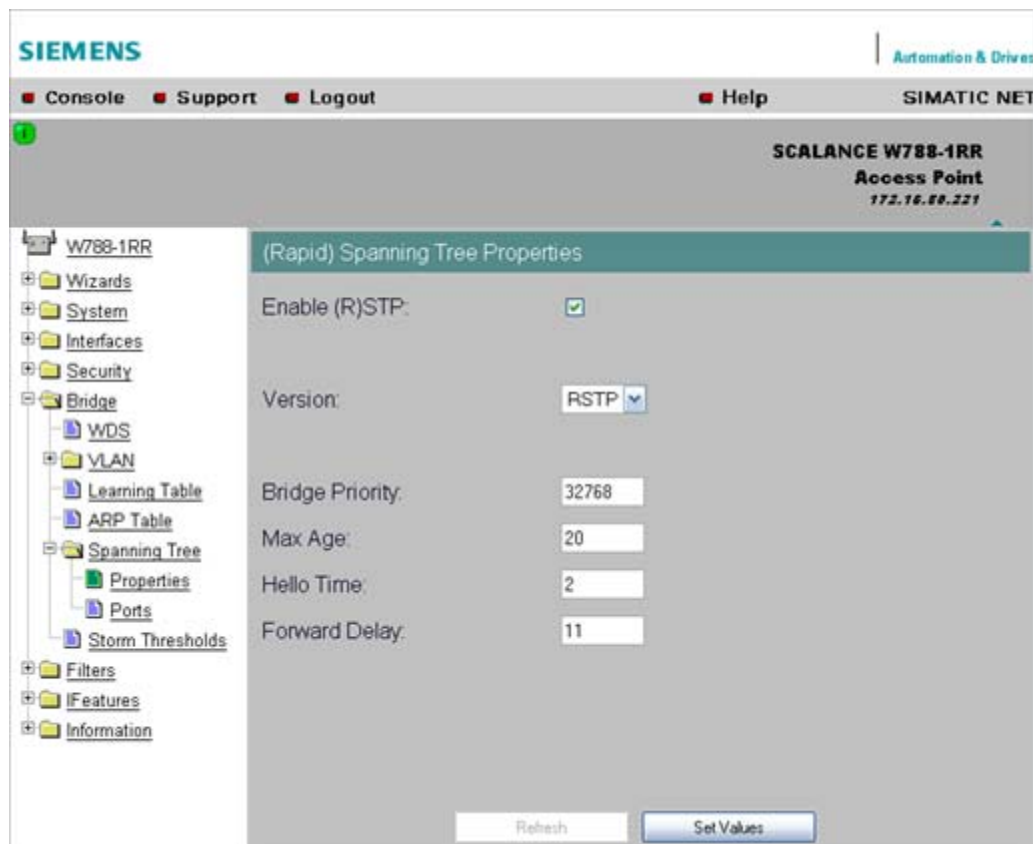 SIEMENS
Automation & Drives
Console Support Logout Help SIMATIC NET
SCALANCE W788-1RR
Access Point
172.16.80.221
W788-1RR
Wizards
System
Interfaces
Security
Bridge
WDS
VLAN
Learning Table
ARP Table
Spanning Tree
Properties
Ports
Storm Thresholds
Filters
IFeatures
Information
(Rapid) Spanning Tree Properties
Enable (R)STP:
Version: RSTP
Bridge Priority: 32768
Max Age: 20
Hello Time: 2
Forward Delay: 11
Refresh Set Values